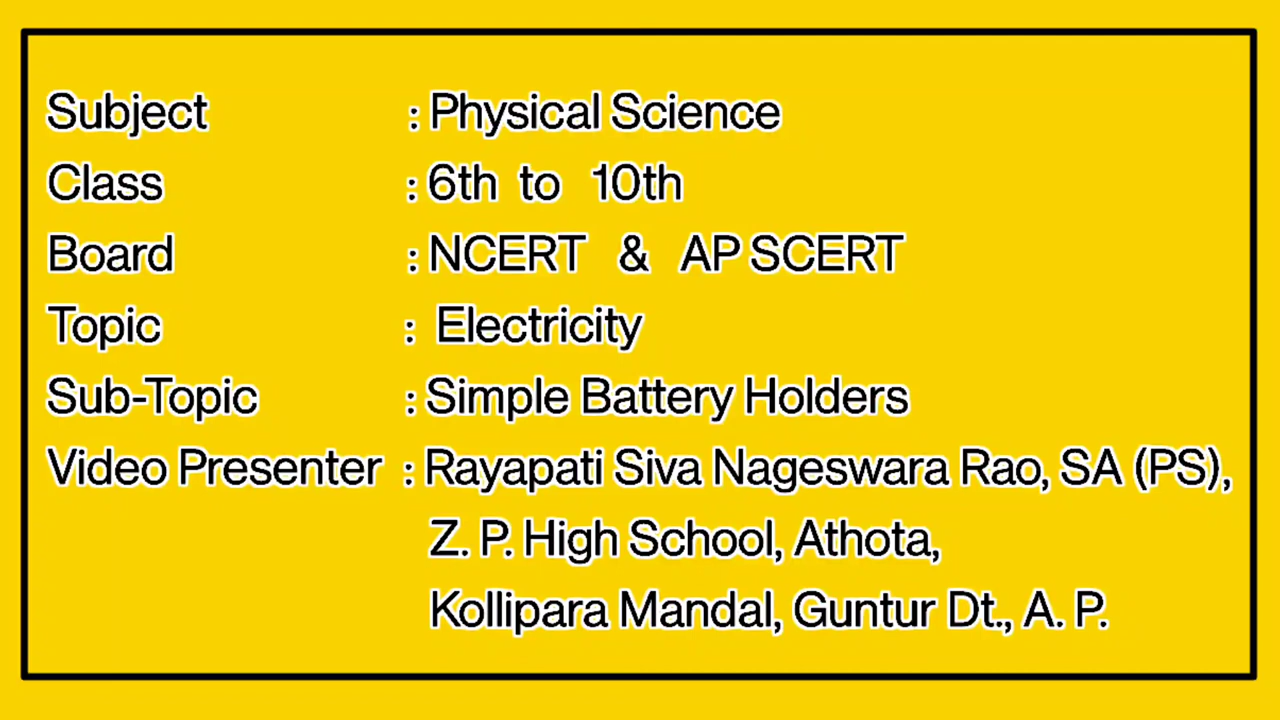 Subject : Physical Science
Class : 6th to 10th
Board : NCERT & AP SCERT
Topic : Electricity
Sub-Topic : Simple Battery Holders
Video Presenter : Rayapati Siva Nageswara Rao, SA (PS),
Z. P. High School, Athota,
Kollipara Mandal, Guntur Dt., A. P.